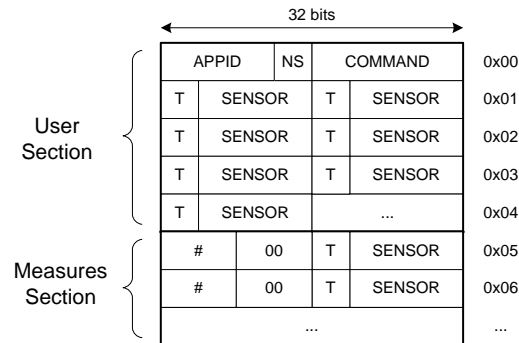 32 bits
APPID NS COMMAND 0x00
T SENSOR T SENSOR 0x01
User Section
T SENSOR T SENSOR 0x02
T SENSOR T SENSOR 0x03
T SENSOR ... 0x04
# 00 T SENSOR 0x05
Measures Section
# 00 T SENSOR 0x06
... ...